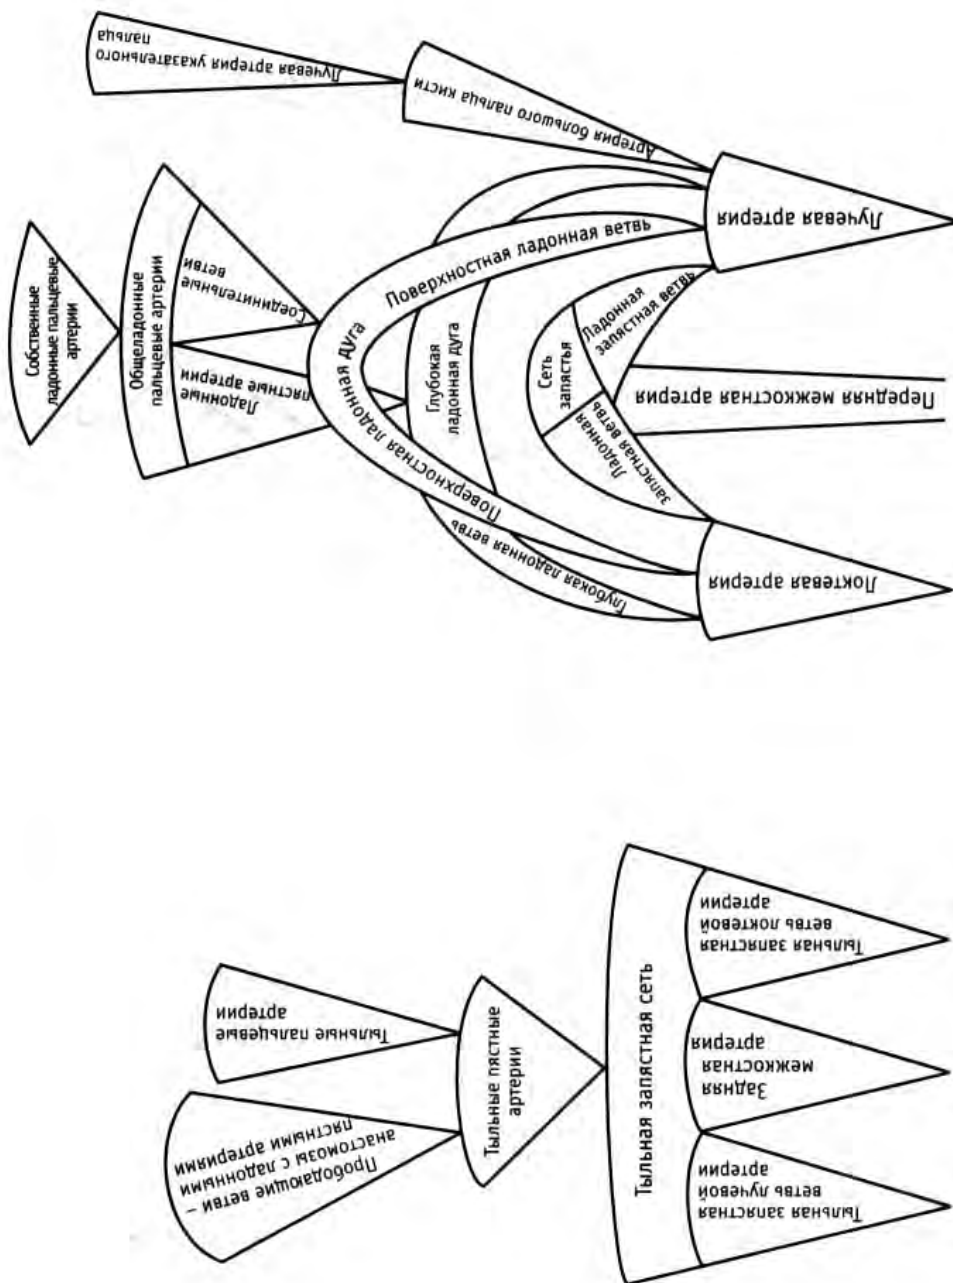 Лучевая артерия указательного
пальца
Артерия большого пальца кисти
Лучевая артерия
Собственные
ладонные пальцевые
артерии
Общеладонные
пальцевые артерии
Соединительные
ветви
Ладонные
пястные артерии
Поверхностная ладонная ветвь
Поверхностная ладонная дуга
Глубокая
ладонная дуга
Глубокая ладонная ветвь
Сеть
запястья
Ладонная
запястная ветвь
Ладонная
запястная ветвь
Передняя межкостная артерия
Локтевая артерия
Тыльные пальцевые
артерии
Прободающие ветви –
анастомозы с ладонными
пястными артериями
Тыльные пястные
артерии
Тыльная запястная сеть
Тыльная запястная
ветвь локтевой
артерии
Задняя
межкостная
артерия
Тыльная запястная
ветвь лучевой
артерии